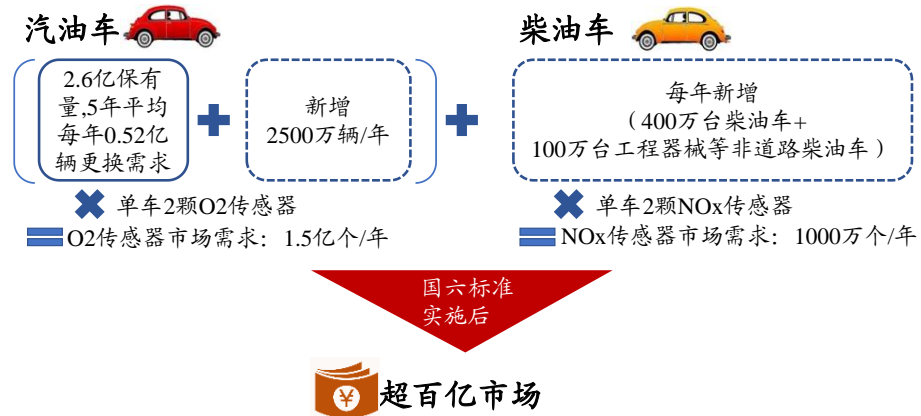 汽油车
柴油车
2.6亿保有
量,5年平均
每年0.52亿
辆更换需求
新增
2500万辆/年
每年新增
（400万台柴油车+
100万台工程器械等非道路柴油车）
单车2颗O2传感器
单车2颗NOx传感器
O2传感器市场需求：1.5亿个/年
NOx传感器市场需求：1000万个/年
国六标准
实施后
¥
超百亿市场